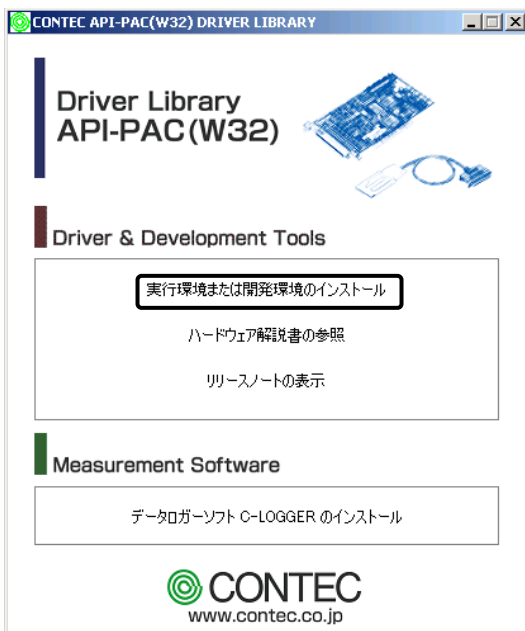 CONTEC API-PAC(W32) DRIVER LIBRARY
Driver Library
API-PAC(W32)
Driver & Development Tools
実行環境または開発環境のインストール
ハードウェア解説書の参照
リリースノートの表示
Measurement Software
データロガーソフト C-LOGGER のインストール
CONTEC
www.contec.co.jp